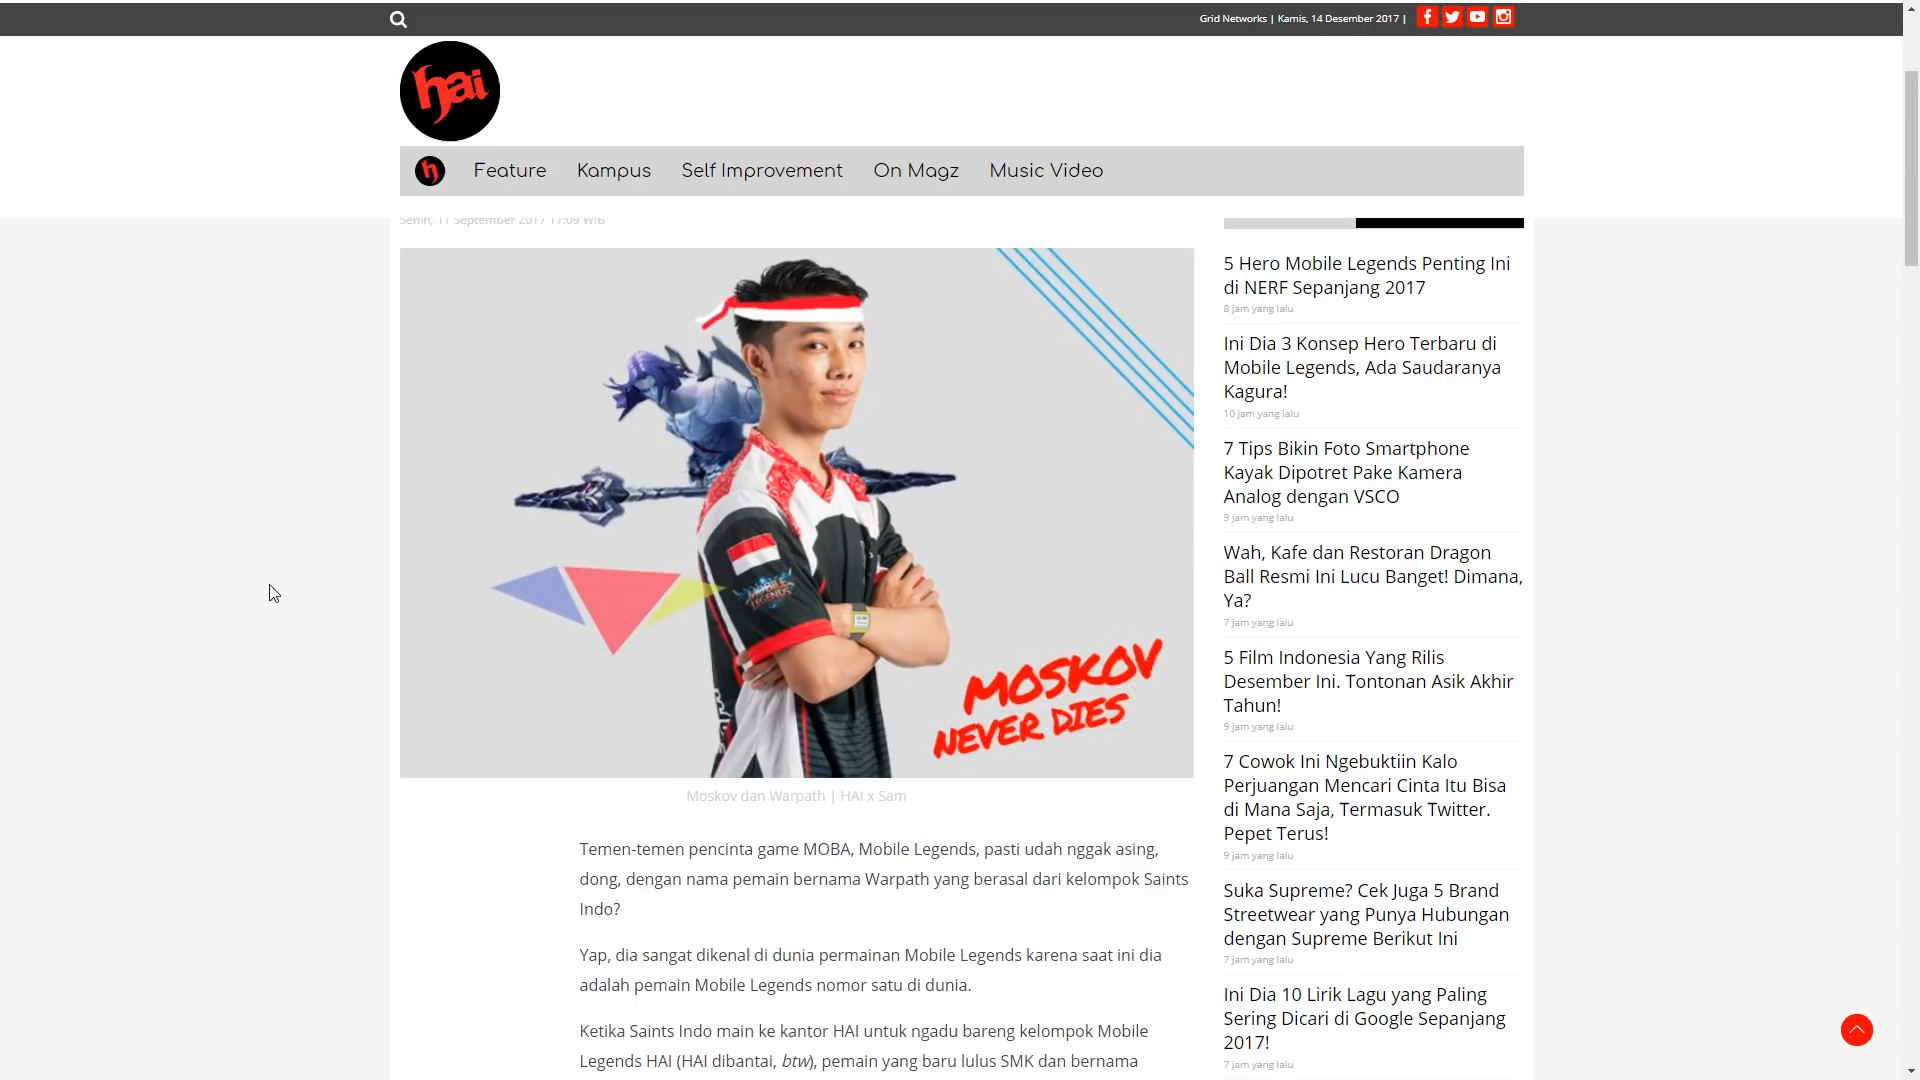 Grid Networks | Kamis, 14 Desember 2017 |
hai
h
Feature
Kampus
Self Improvement
On Magz
Music Video
Senin, 11 September 2017 17:09 WIB
MOBILE
LEGENDS
MOSKOV
NEVER DIES
Moskov dan Warpath | HAI x Sam
Temen-temen pencinta game MOBA, Mobile Legends, pasti udah nggak asing,
dong, dengan nama pemain bernama Warpath yang berasal dari kelompok Saints
Indo?
Yap, dia sangat dikenal di dunia permainan Mobile Legends karena saat ini dia
adalah pemain Mobile Legends nomor satu di dunia.
Ketika Saints Indo main ke kantor HAI untuk ngadu bareng kelompok Mobile
Legends HAI (HAI dibantai, btw), pemain yang baru lulus SMK dan bernama
5 Hero Mobile Legends Penting Ini
di NERF Sepanjang 2017
8 jam yang lalu
Ini Dia 3 Konsep Hero Terbaru di
Mobile Legends, Ada Saudaranya
Kagura!
10 jam yang lalu
7 Tips Bikin Foto Smartphone
Kayak Dipotret Pake Kamera
Analog dengan VSCO
9 jam yang lalu
Wah, Kafe dan Restoran Dragon
Ball Resmi Ini Lucu Banget! Dimana,
Ya?
7 jam yang lalu
5 Film Indonesia Yang Rilis
Desember Ini. Tontonan Asik Akhir
Tahun!
9 jam yang lalu
7 Cowok Ini Ngebuktiin Kalo
Perjuangan Mencari Cinta Itu Bisa
di Mana Saja, Termasuk Twitter.
Pepet Terus!
9 jam yang lalu
Suka Supreme? Cek Juga 5 Brand
Streetwear yang Punya Hubungan
dengan Supreme Berikut Ini
7 jam yang lalu
Ini Dia 10 Lirik Lagu yang Paling
Sering Dicari di Google Sepanjang
2017!
7 jam yang lalu